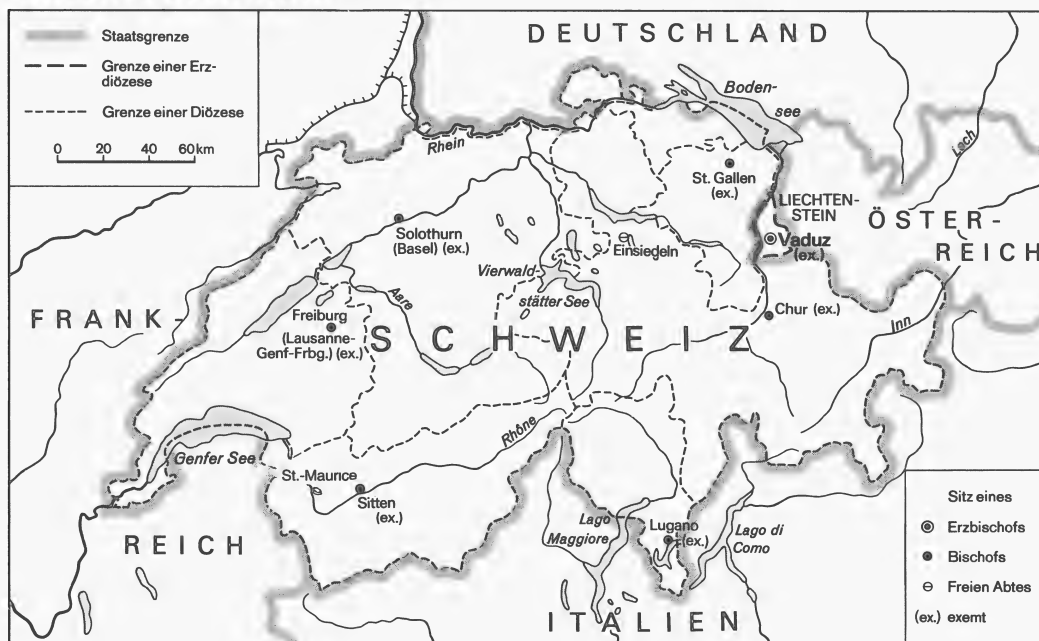 Staatsgrenze
Grenze einer Erz-
diözese
Grenze einer Diözese
0 20 40 60km
DEUTSCHLAND
Boden-
see
Rhein
Lech
St. Gallen
(ex.)
LIECHTEN-
STEIN
ÖSTER-
REICH
Vaduz
(ex.)
Solothurn
(Basel) (ex.)
Einsiedeln
Vierwald-
stätter See
Aare
Chur (ex.)
Inn
FRANK-
Freiburg
(Lausanne-
Genf-Frbg.) (ex.)
SCHWEIZ
Rhône
Genfer See
St.-Maurice
Sitten
(ex.)
REICH
Lago
Maggiore
Lugano
(ex.)
Lago di
Como
ITALIEN
Sitz eines
Erzbischofs
Bischofs
Freien Abtes
(ex.) exemt